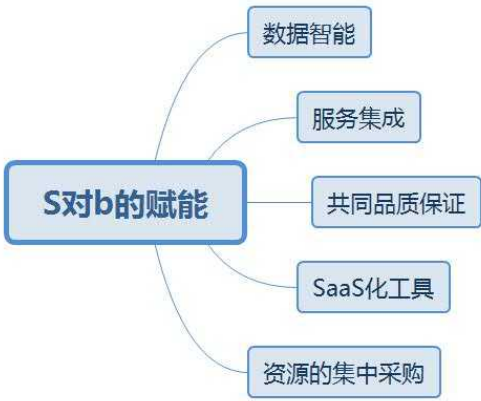 数据智能
服务集成
S对b的赋能
共同品质保证
SaaS化工具
资源的集中采购